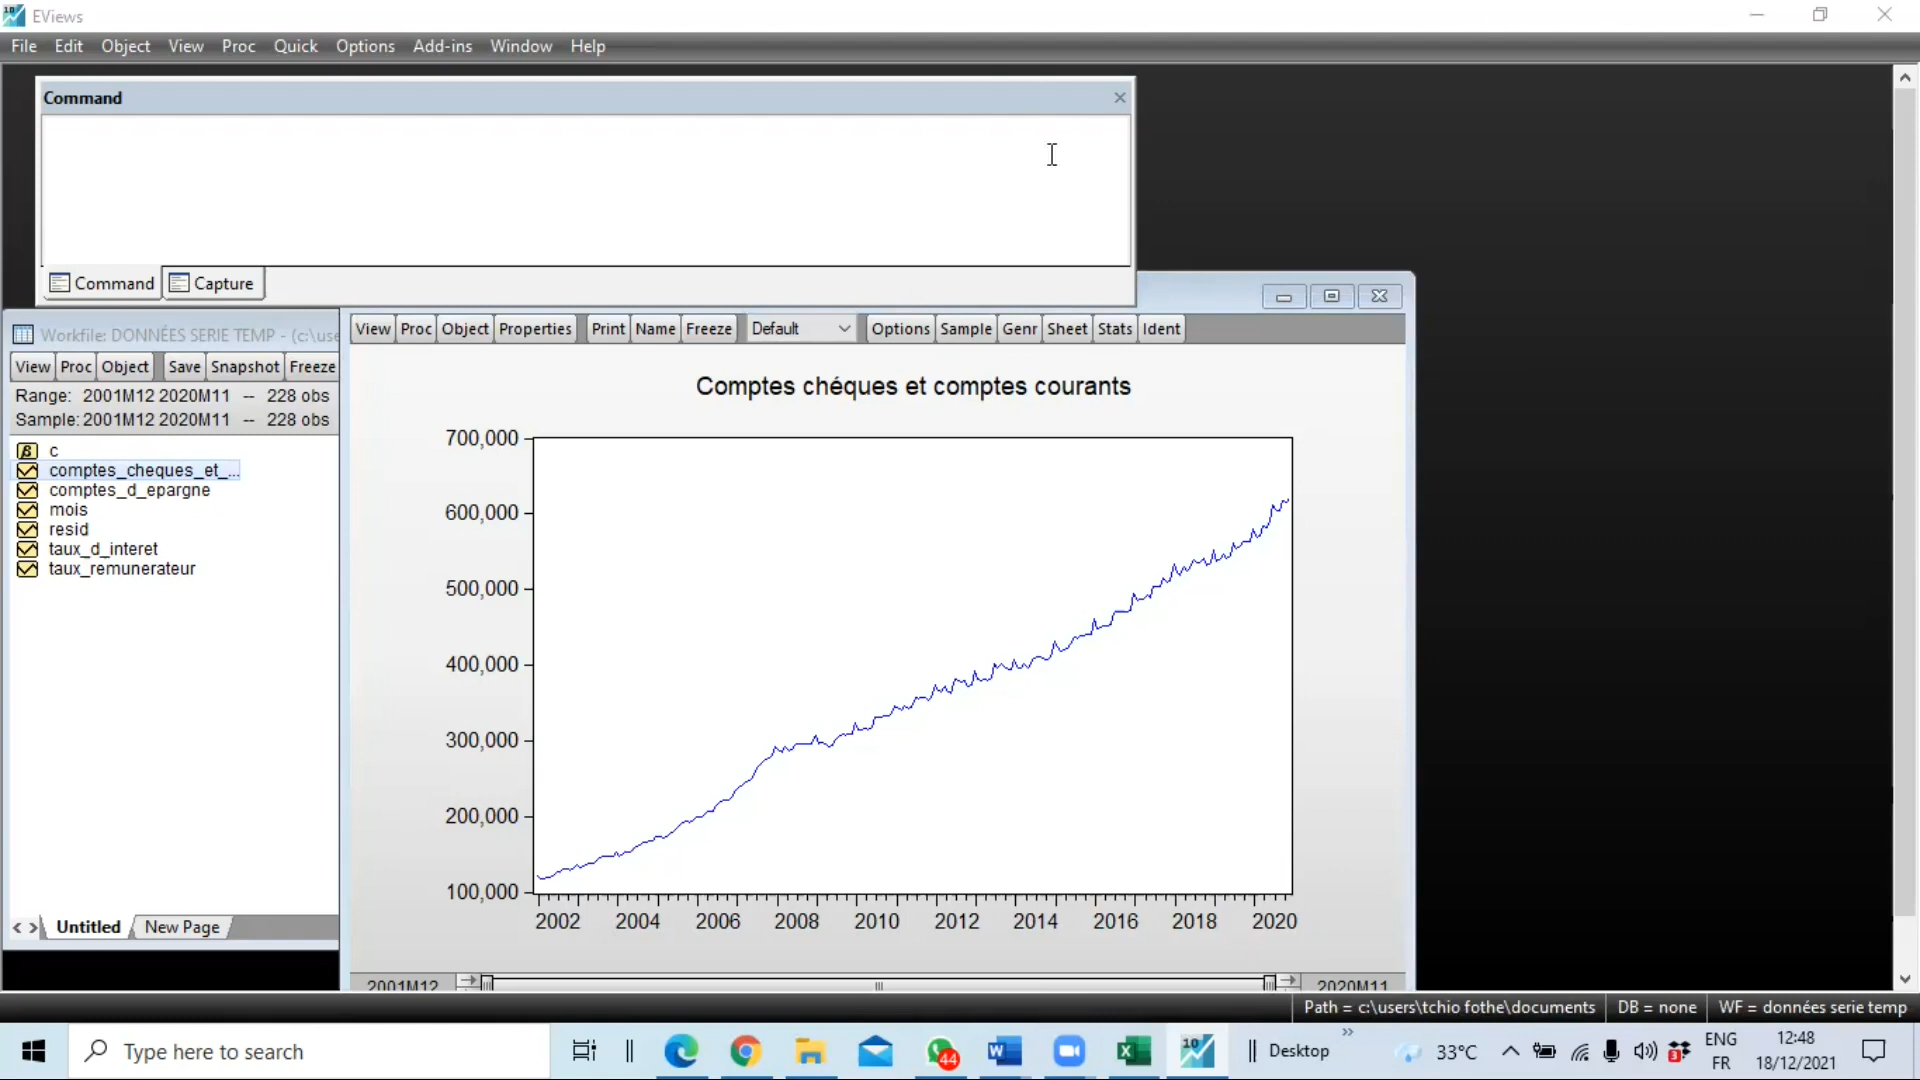 EViews
File Edit Object View Proc Quick Options Add-ins Window Help
Command
Command Capture
Workfile: DONNÉES SERIE TEMP - (c:\use
View Proc Object Save Snapshot Freeze
Range: 2001M12 2020M11 -- 228 obs
Sample: 2001M12 2020M11 -- 228 obs
c
comptes_cheques_et_...
comptes_d_epargne
mois
resid
taux_d_interet
taux_remunerateur
Untitled New Page
View Proc Object Properties Print Name Freeze Default Options Sample Genr Sheet Stats Ident
Comptes chéques et comptes courants
700,000
600,000
500,000
400,000
300,000
200,000
100,000
2002 2004 2006 2008 2010 2012 2014 2016 2018 2020
2001M12 2020M11
Path = c:\users\tchio fothe\documents DB = none WF = données serie temp
Type here to search
44
10
Desktop
33°C
3
ENG
FR
12:48
18/12/2021